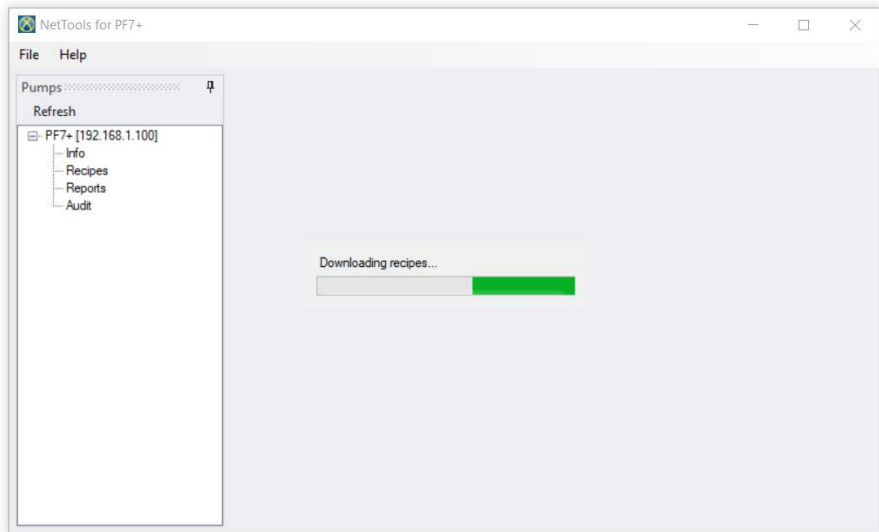 NetTools for PF7+
File Help
Pumps
Refresh
PF7+ [192.168.1.100]
Info
Recipes
Reports
Audit
Downloading recipes...